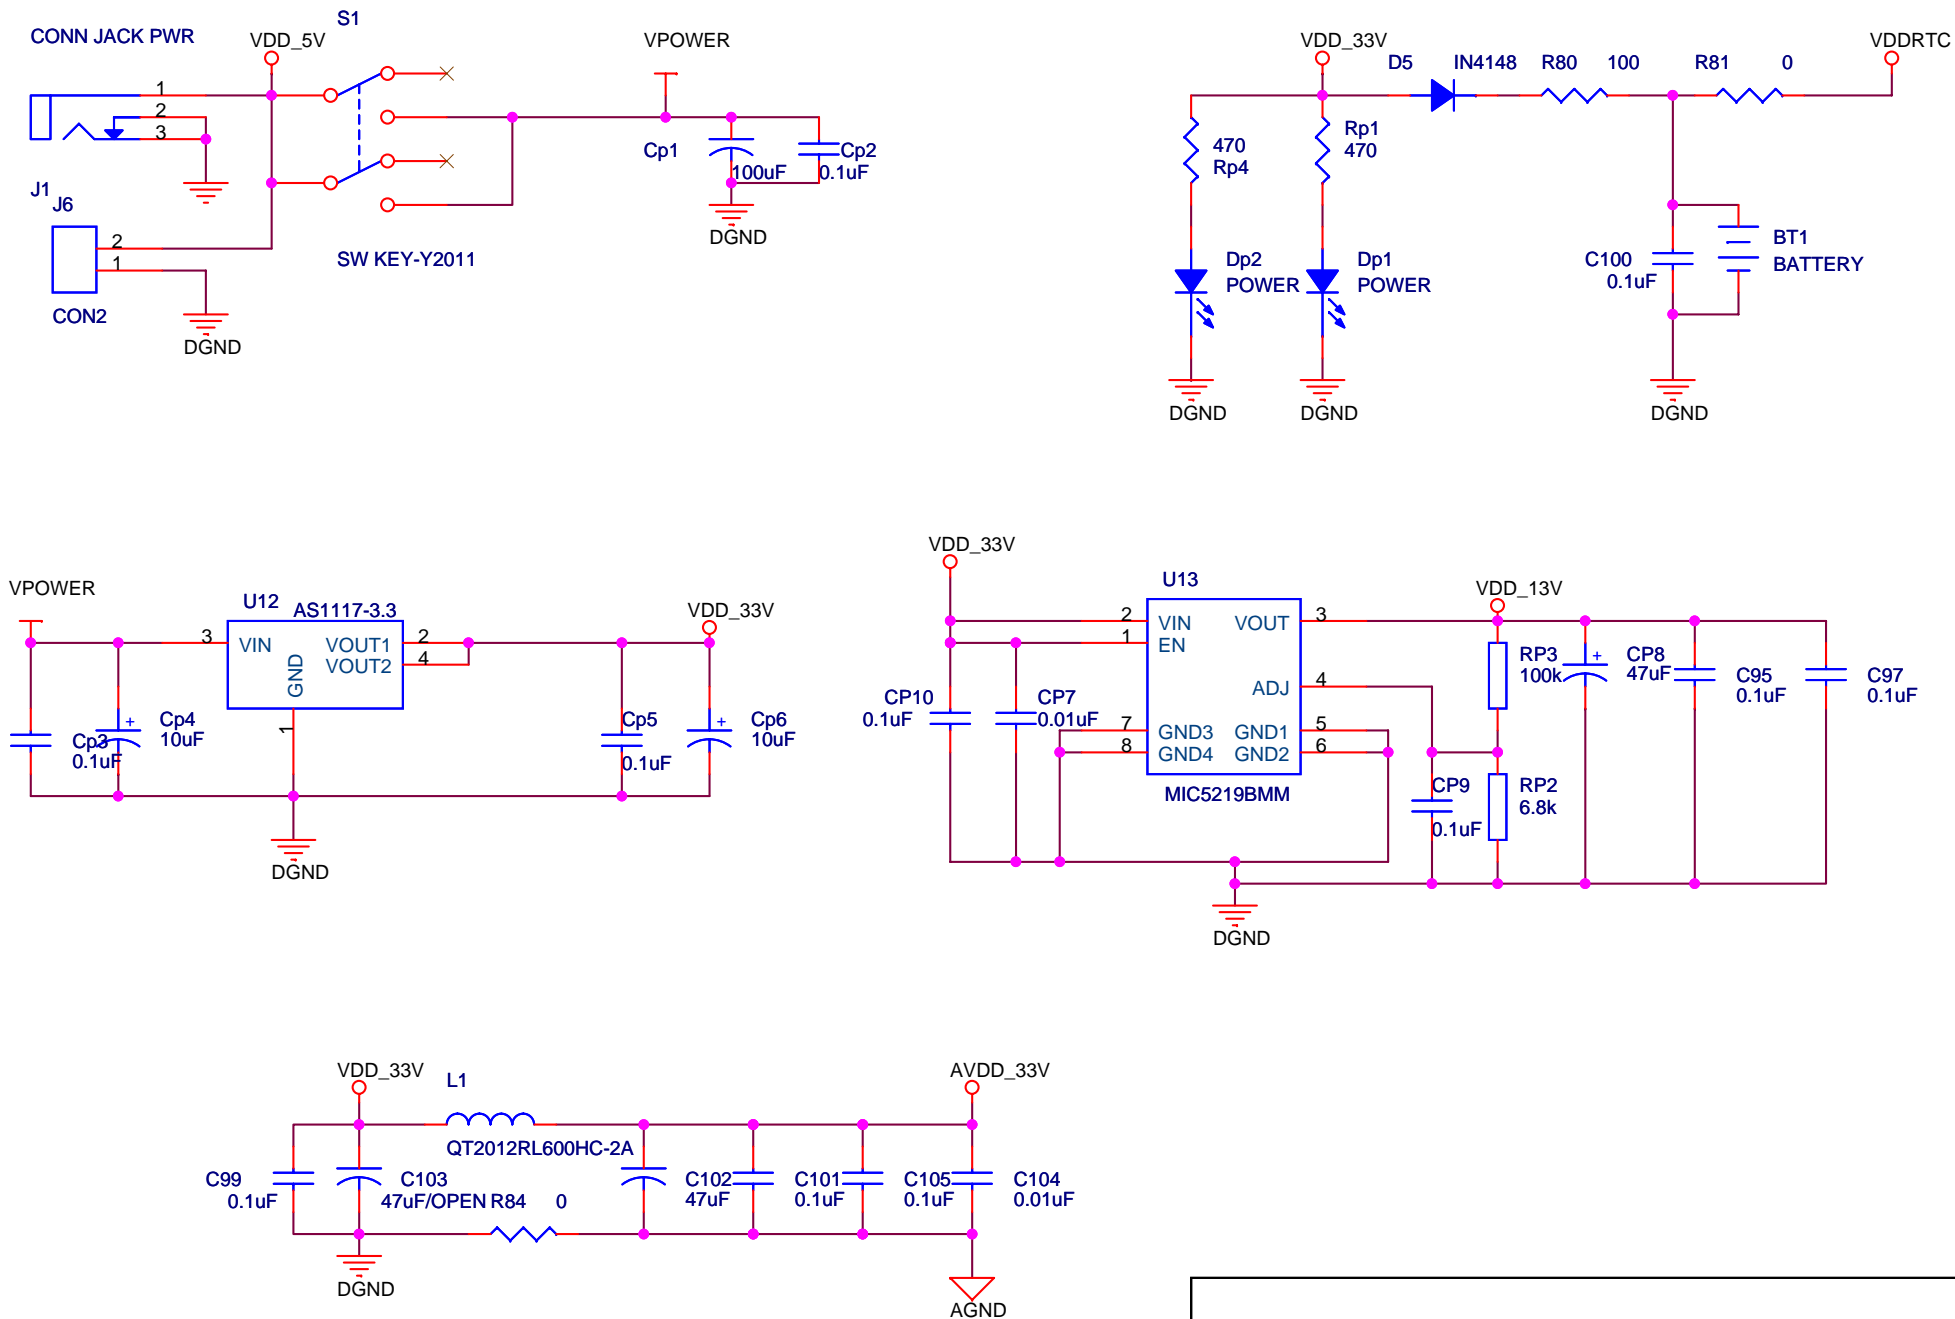 CONN JACK PWR
VDD_5V
S1
VPOWER
1
2
3
J1
J6
2
1
CON2
DGND
SW KEY-Y2011
Cp1
100uF
Cp2
0.1uF
DGND
VDD_33V
D5
IN4148
R80
100
R81
0
VDDRTC
470
Rp4
Rp1
470
Dp2
POWER
Dp1
POWER
C100
0.1uF
BT1
BATTERY
DGND
DGND
DGND
VPOWER
U12
AS1117-3.3
3
VIN
VOUT1
VOUT2
GND
2
4
1
VDD_33V
Cp3
0.1uF
Cp4
10uF
+
Cp5
0.1uF
Cp6
10uF
+
DGND
VDD_33V
U13
VDD_13V
2
1
VIN
EN
VOUT
3
ADJ
4
7
8
GND3
GND4
GND1
GND2
5
6
MIC5219BMM
CP10
0.1uF
CP7
0.01uF
RP3
100k
CP8
47uF
+
C95
0.1uF
C97
0.1uF
CP9
0.1uF
RP2
6.8k
DGND
VDD_33V
L1
AVDD_33V
QT2012RL600HC-2A
C99
0.1uF
C103
47uF/OPEN
R84
0
C102
47uF
C101
0.1uF
C105
0.1uF
C104
0.01uF
DGND
AGND